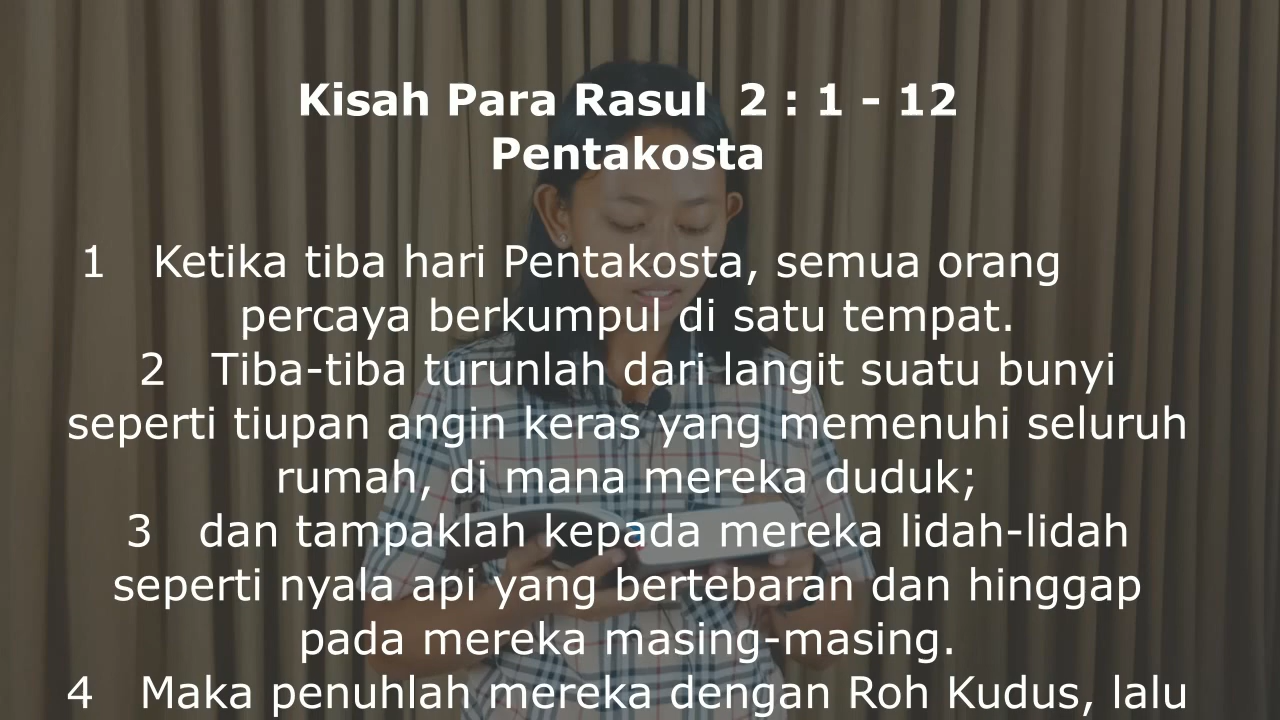 Kisah Para Rasul 2 : 1 - 12
Pentakosta
1 Ketika tiba hari Pentakosta, semua orang
percaya berkumpul di satu tempat.
2 Tiba-tiba turunlah dari langit suatu bunyi
seperti tiupan angin keras yang memenuhi seluruh
rumah, di mana mereka duduk;
3 dan tampaklah kepada mereka lidah-lidah
seperti nyala api yang bertebaran dan hinggap
pada mereka masing-masing.
4 Maka penuhlah mereka dengan Roh Kudus, lalu